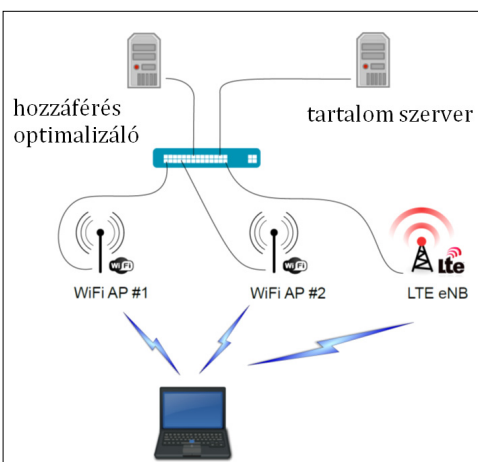 hozzáférés
optimalizáló
tartalom szerver
WiFi
WiFi
Lte
WiFi AP #1
WiFi AP #2
LTE eNB